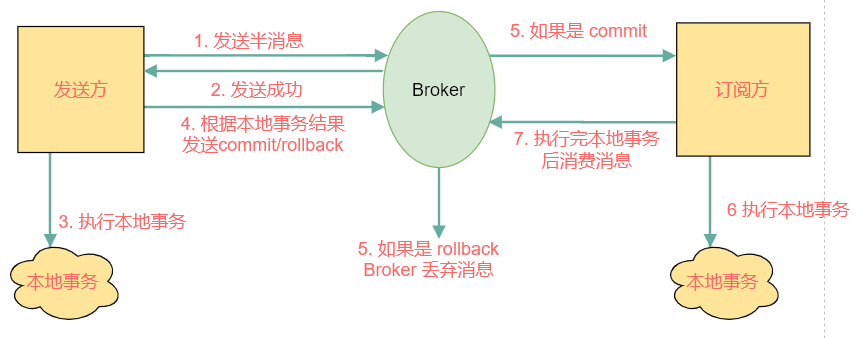 1. 发送半消息
5. 如果是 commit
发送方
2. 发送成功
Broker
订阅方
4. 根据本地事务结果
发送commit/rollback
7. 执行完本地事务
后消费消息
3. 执行本地事务
6 执行本地事务
5. 如果是 rollback
Broker 丢弃消息
本地事务
本地事务